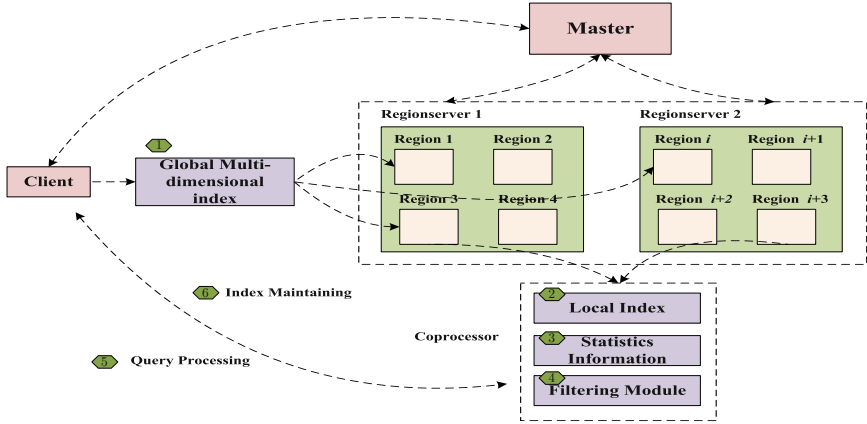 Master
Regionserver 1
Regionserver 2
Region 1
Region 2
Region i
Region i+1
1
Global Multi-
dimensional
index
Client
Region 3
Region 4
Region i+2
Region i+3
6 Index Maintaining
2
Local Index
Coprocessor
3
Statistics
Information
5 Query Processing
4
Filtering Module